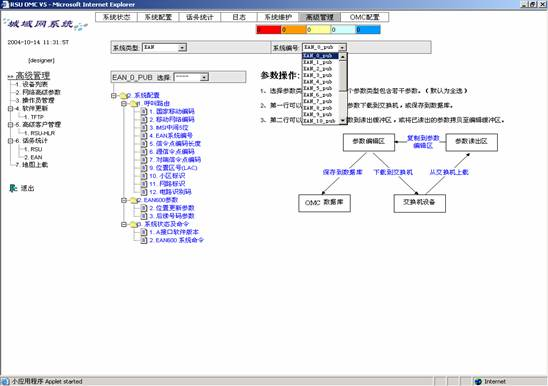 RSU OMC V5 - Microsoft Internet Explorer
城域网系统
系统状态 系统配置 话务统计 日志 系统维护 高级管理 OMC配置
0 0 0 0 0
2004-10-14 11:31:57
[designer]
高级管理
1. 设备列表
2. 网络高级参数
3. 操作员管理
4. 软件更新
1. TFTP
5. 高级客户管理
1. RSU-HLR
6. 话务统计
1. RSU
2. EAN
7. 地图上载
退出
系统类型: EAN
系统编号: EAN_0_pub
EAN_0_pub
EAN_1_pub
EAN_2_pub
EAN_3_pub
EAN_4_pub
EAN_5_pub
EAN_6_pub
EAN_7_pub
EAN_8_pub
EAN_9_pub
EAN_10_pub
EAN_0_PUB 选择: ----
2. 系统配置
1. 呼叫路由
1. 国家移动编码
2. 移动网络编码
3. IMSI中间5位
4. EAN系统编号
5. 信令点编码长度
6. 源信令点编码
7. 对端信令点编码
9. 位置区号(LAC)
10. 小区标识
11. 网路标识
12. 电路识别码
2. EAN600参数
2. 位置更新参数
3. 后续号码参数
3. 系统状态及命令
1. A接口软件版本
2. EAN600 系统命令
参数操作:
1、选择参数类 个参数类型包含若干参数。(默认为全选)
2、第一行可以 参数下载到交换机,或保存到数据库。
3、第二行可以 到读出缓冲区,或将已读出的参数拷贝至编辑缓冲区。
参数编辑区
复制到参数编辑区
参数读出区
保存到数据库
下载到交换机
从交换机上载
OMC 数据库
交换机设备
小应用程序 Applet started
Internet